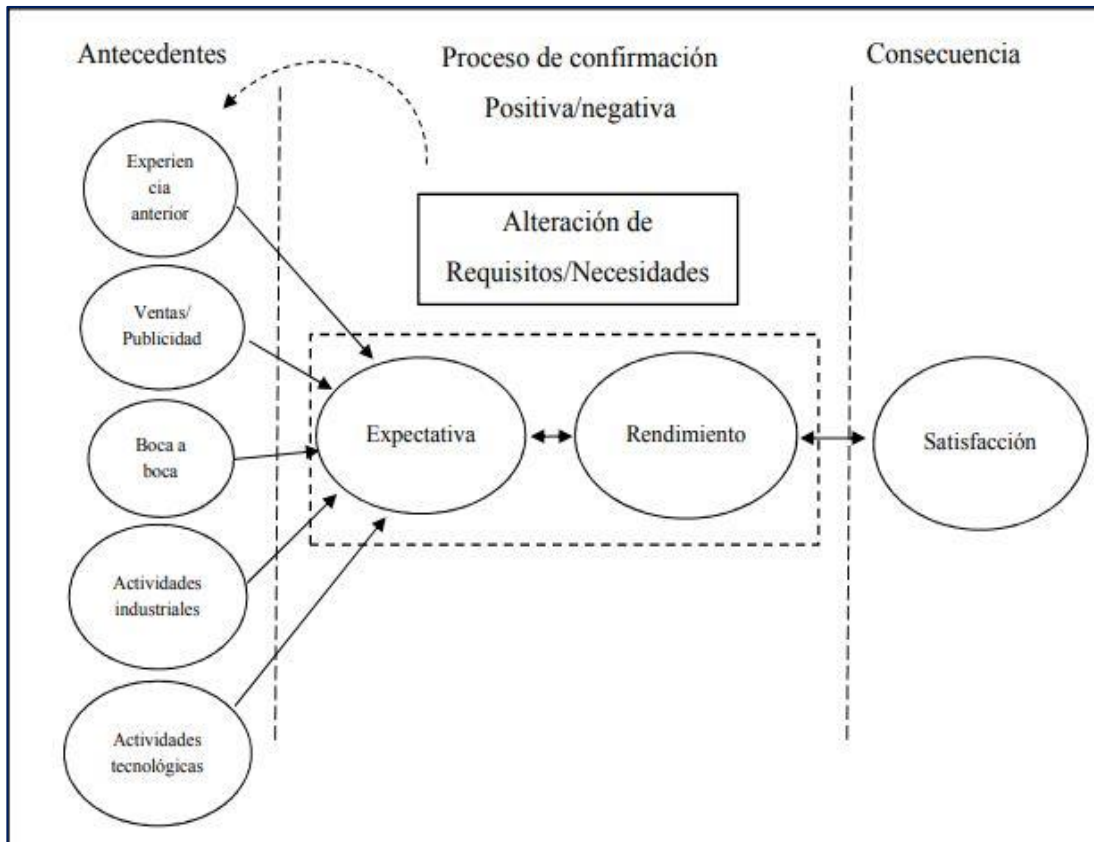 Antecedentes
Proceso de confirmación
Positiva/negativa
Consecuencia
Experien
cia
anterior
Alteración de
Requisitos/Necesidades
Ventas/
Publicidad
Boca a
boca
Expectativa
Rendimiento
Satisfacción
Actividades
industriales
Actividades
tecnológicas